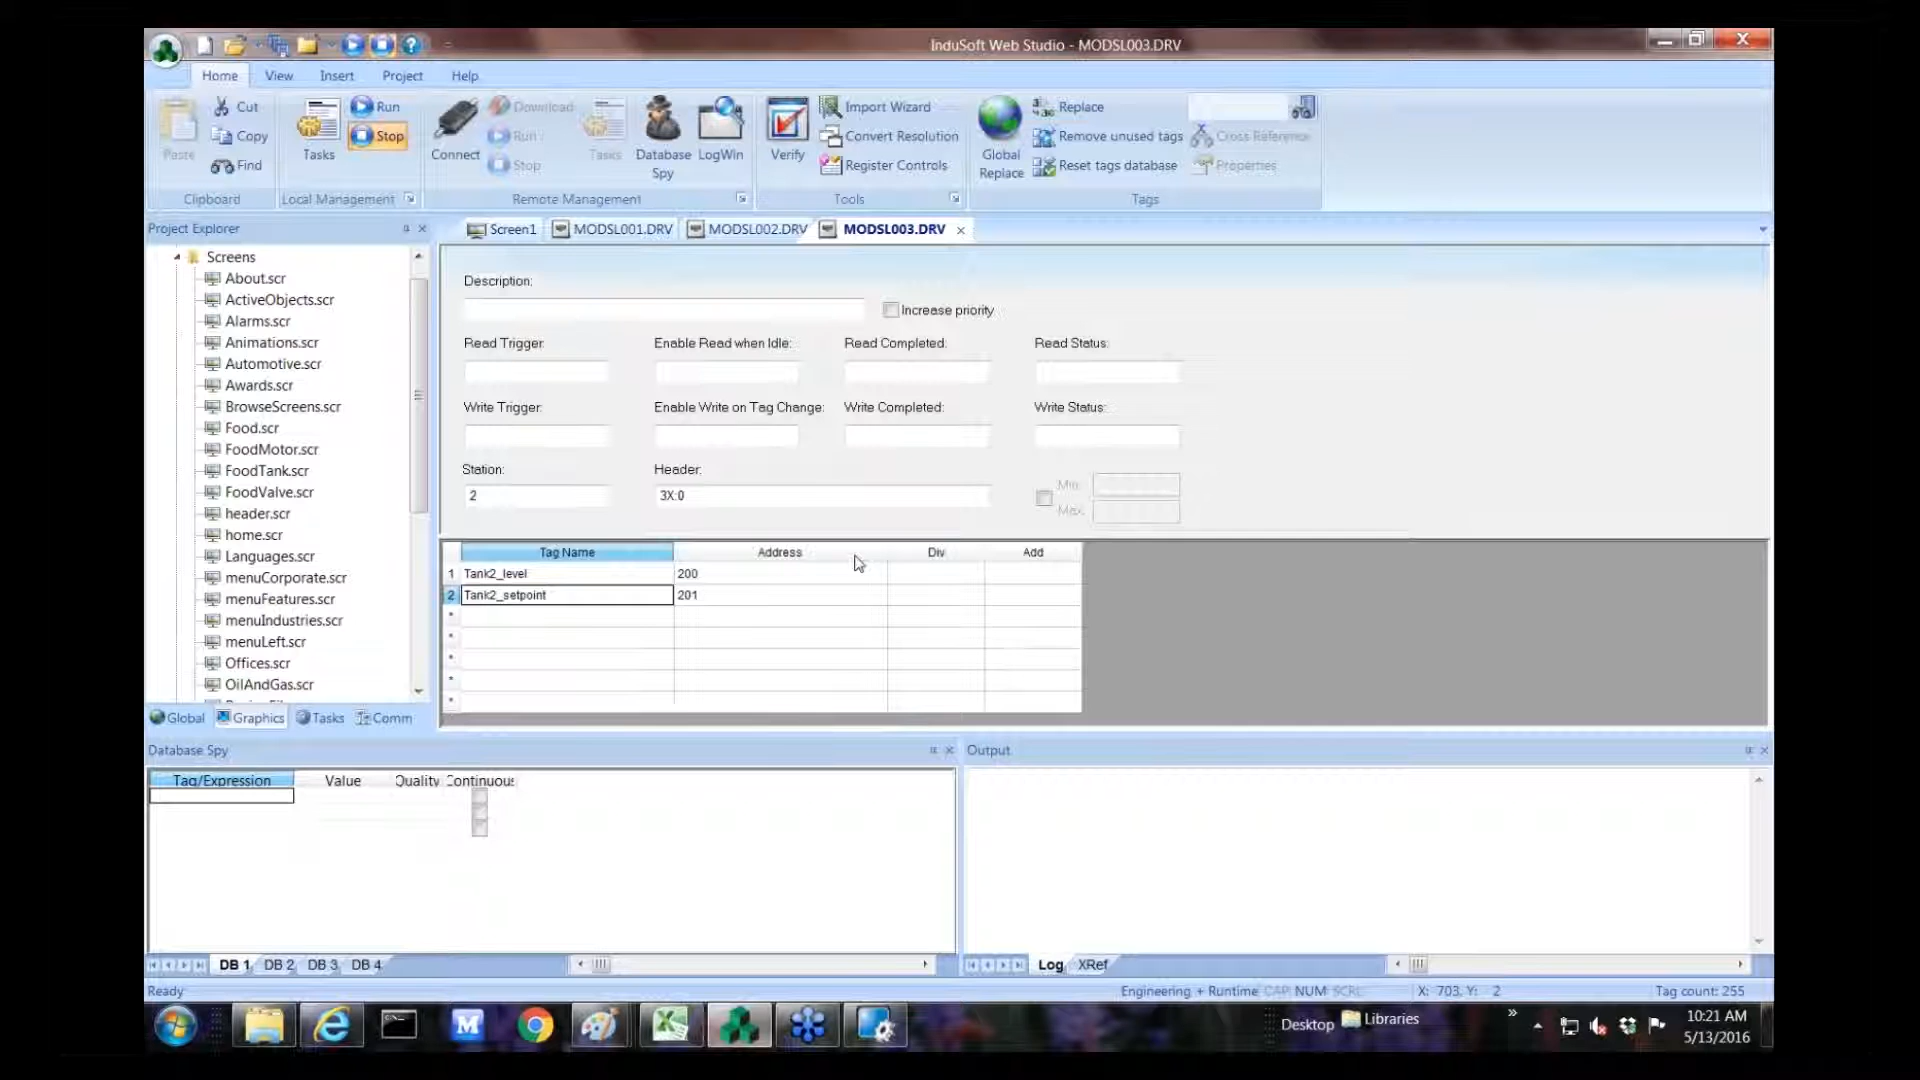 InduSoft Web Studio - MODSL003.DRV
Home View Insert Project Help
Paste
Cut
Copy
Find
Clipboard
Tasks
Run
Stop
Local Management
Connect
Download
Run
Stop
Tasks
Database Spy
LogWin
Remote Management
Verify
Import Wizard
Convert Resolution
Register Controls
Tools
Global Replace
Replace
Remove unused tags
Reset tags database
Cross Reference
Properties
Tags
Project Explorer
Screen1 MODSL001.DRV MODSL002.DRV MODSL003.DRV
Screens
About.scr
ActiveObjects.scr
Alarms.scr
Animations.scr
Automotive.scr
Awards.scr
BrowseScreens.scr
Food.scr
FoodMotor.scr
FoodTank.scr
FoodValve.scr
header.scr
home.scr
Languages.scr
menuCorporate.scr
menuFeatures.scr
menuIndustries.scr
menuLeft.scr
Offices.scr
OilAndGas.scr
Global Graphics Tasks Comm
Description:
Increase priority
Read Trigger: Enable Read when Idle: Read Completed: Read Status:
Write Trigger: Enable Write on Tag Change: Write Completed: Write Status:
Station: Header:
2 3X:0
Min:
Max:
Tag Name Address Div Add
1 Tank2_level 200
2 Tank2_setpoint 201
*
*
*
*
*
Database Spy
Tag/Expression Value Quality Continuous
DB 1 DB 2 DB 3 DB 4
Output
Log XRef
Ready
Engineering + Runtime CAP NUM SCRL X: 703, Y: 2 Tag count: 255
Desktop Libraries »
10:21 AM
5/13/2016